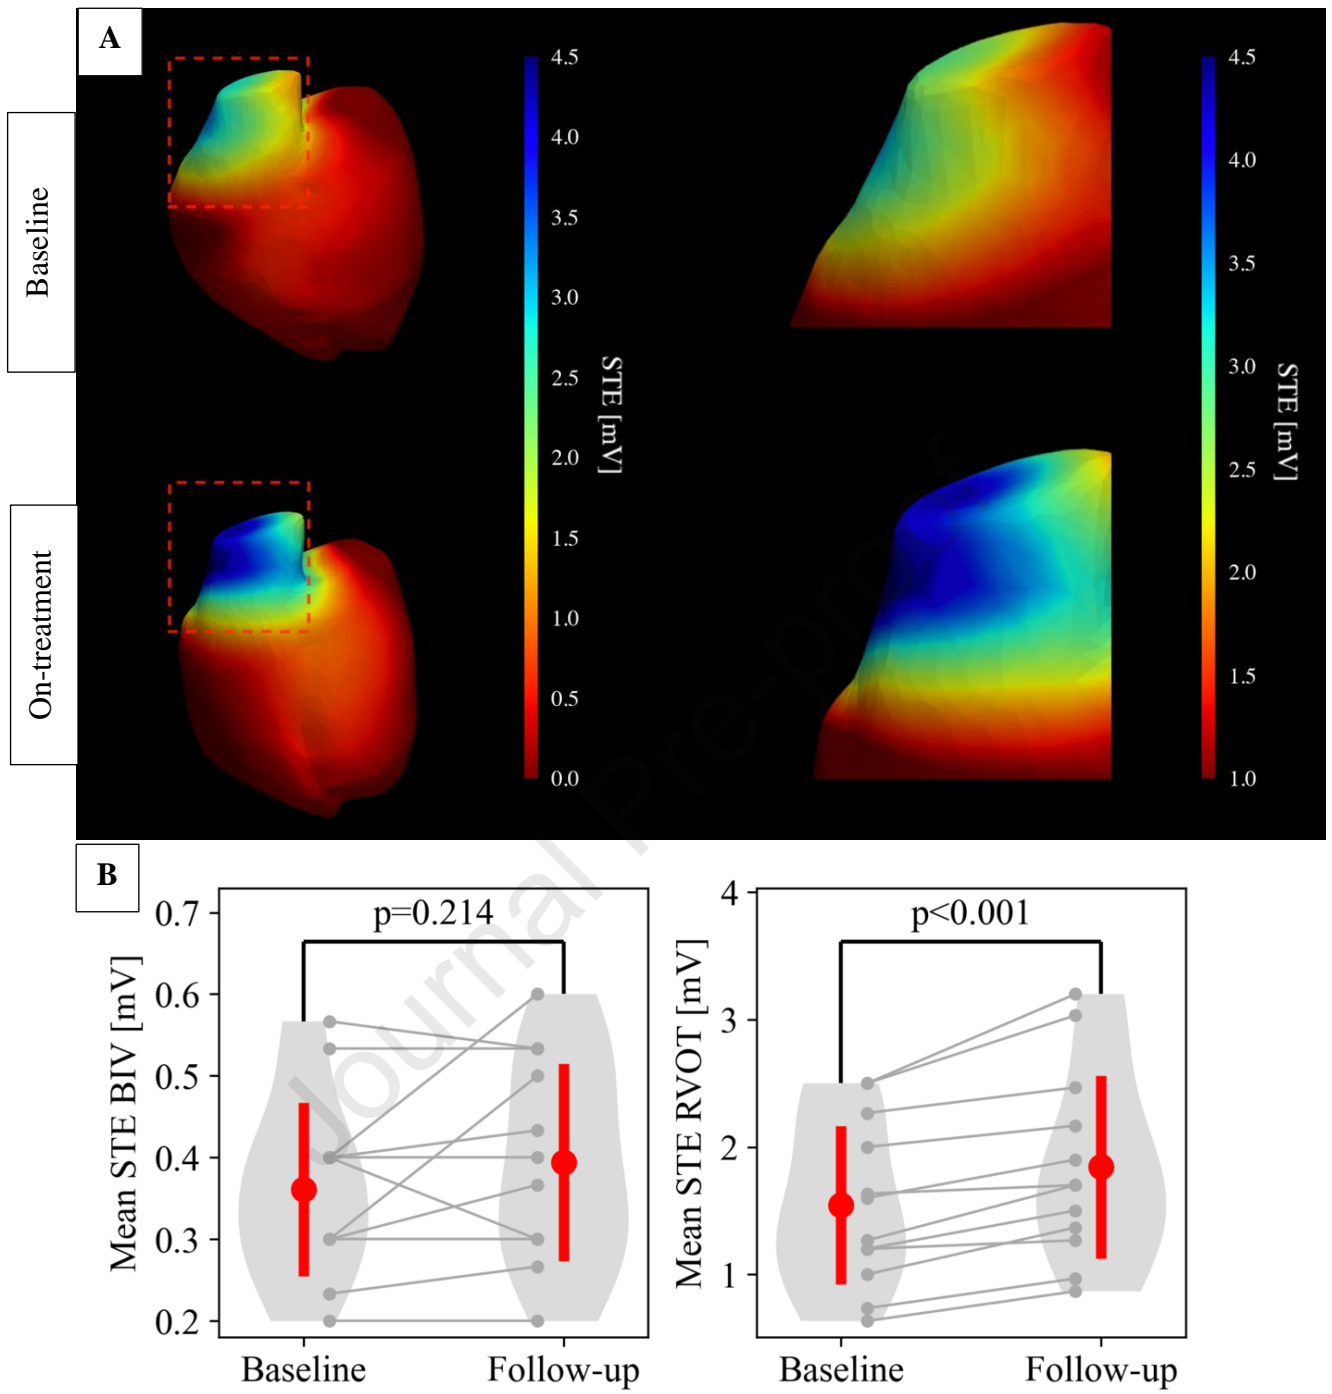 A
Baseline
4.5
4.0
3.5
3.0
2.5
2.0
1.5
1.0
0.5
0.0
STE [mV]
4.5
4.0
3.5
3.0
2.5
2.0
1.5
1.0
STE [mV]
On-treatment
Journal Pre-proof
B
p=0.214
0.7
0.6
0.5
0.4
0.3
0.2
Mean STE BIV [mV]
Baseline
Follow-up
p<0.001
4
3
2
1
Mean STE RVOT [mV]
Baseline
Follow-up